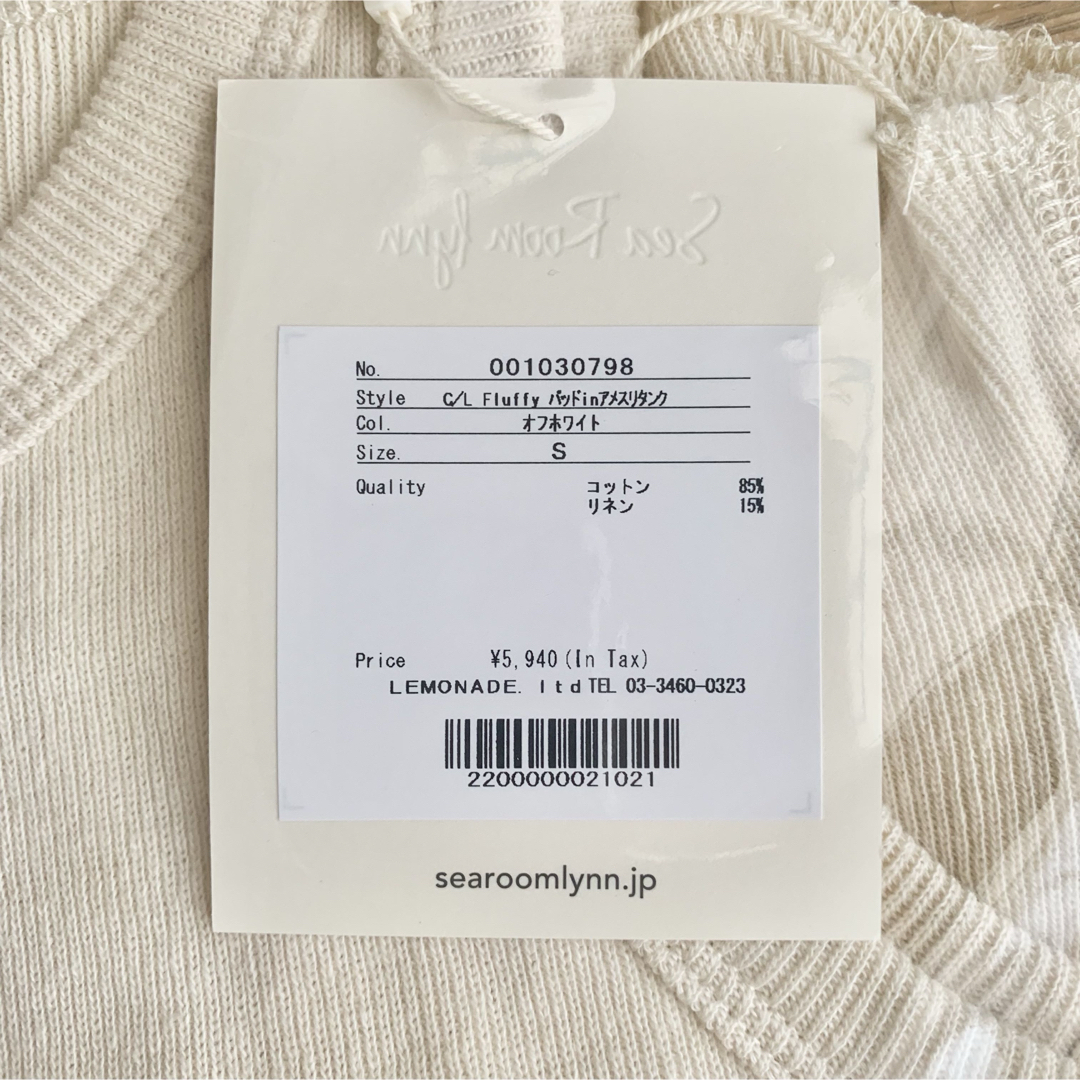 Sea Room lynn
No. 001030798
Style C/L Fluffy パッドinアメスリタンク
Col. オフホワイト
Size. S
Quality コットン 85%
リネン 15%
Price ¥5,940(In Tax)
LEMONADE. ltd TEL 03-3460-0323
2200000021021
searoomlynn.jp